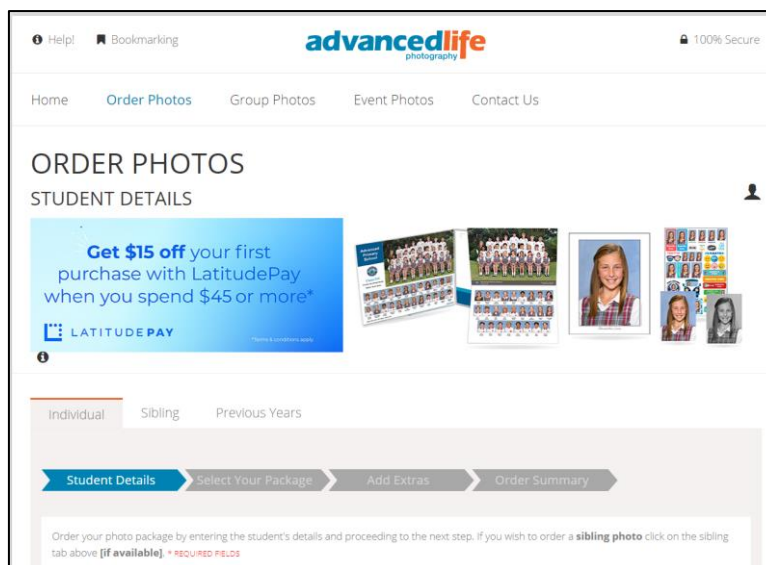 Help! Bookmarking
advancedlife
photography
100% Secure
Home Order Photos Group Photos Event Photos Contact Us
ORDER PHOTOS
STUDENT DETAILS
Get $15 off your first
purchase with LatitudePay
when you spend $45 or more*
LATITUDEPAY
*Terms & conditions apply
Individual Sibling Previous Years
Student Details Select Your Package Add Extras Order Summary
Order your photo package by entering the student's details and proceeding to the next step. If you wish to order a sibling photo click on the sibling
tab above [if available]. * REQUIRED FIELDS